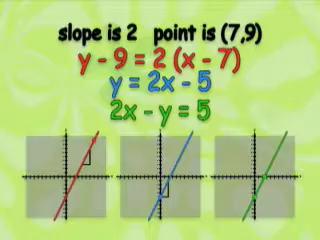 slope is 2 point is (7,9)
y - 9 = 2 (x - 7)
y = 2x - 5
2x - y = 5